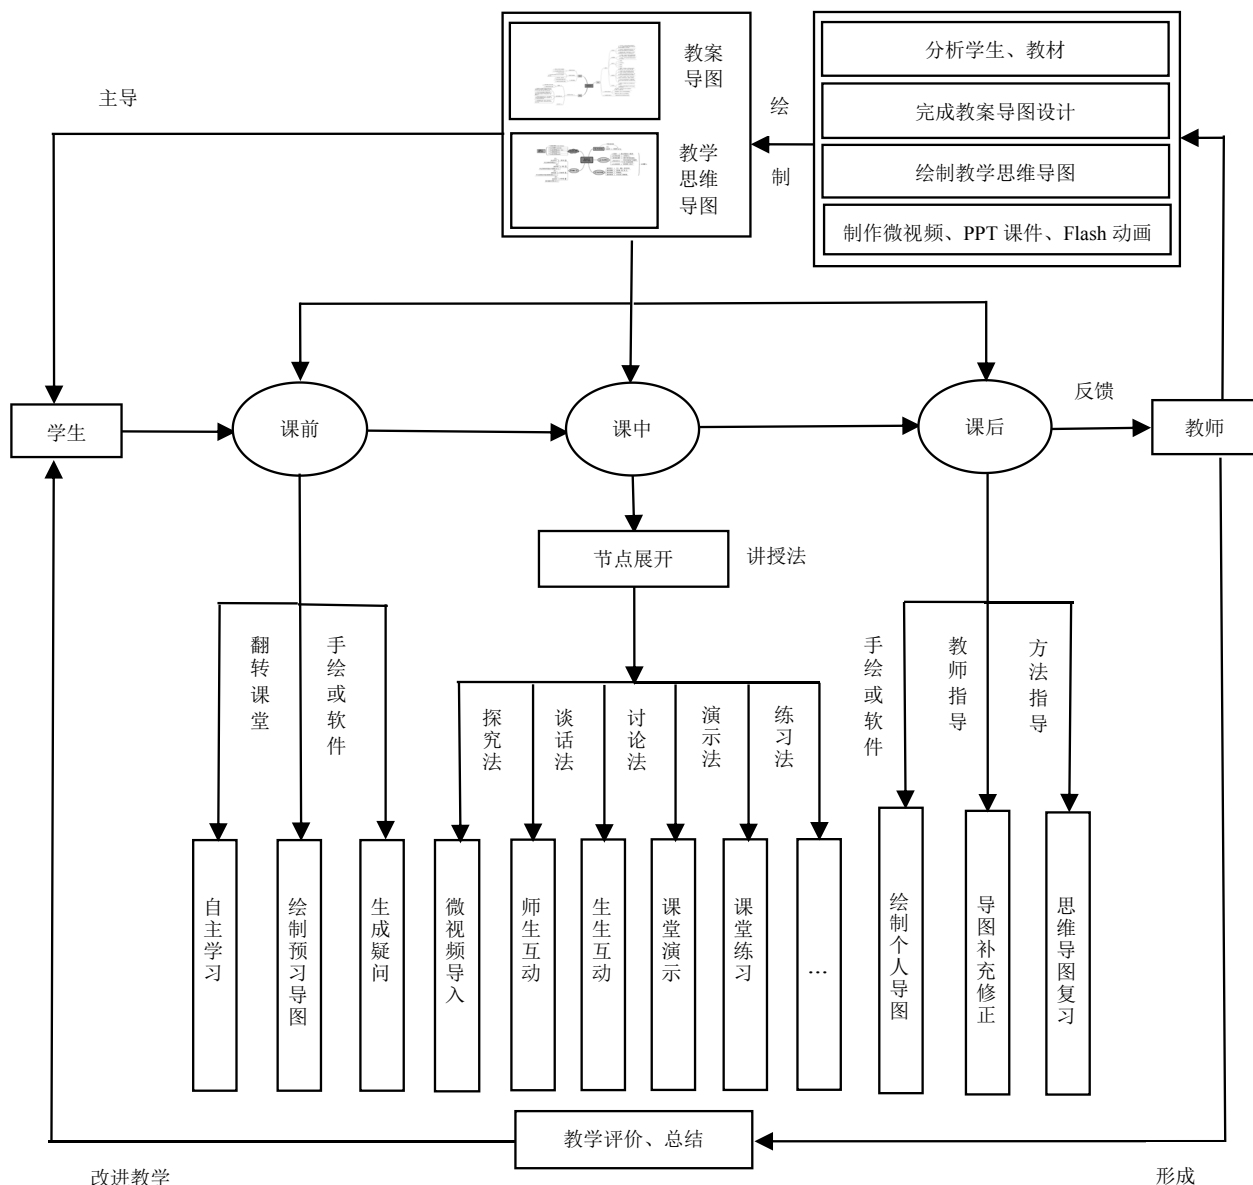 教案
导图
教学
思维
导图
主导
绘
制
分析学生、教材
完成教案导图设计
绘制教学思维导图
制作微视频、PPT 课件、Flash 动画
学生
课前
课中
课后
反馈
教师
节点展开
讲授法
翻转课堂
手绘或软件
探究法
谈话法
讨论法
演示法
练习法
手绘或软件
教师指导
方法指导
自主学习
绘制预习导图
生成疑问
微视频导入
师生互动
生生互动
课堂演示
课堂练习
...
绘制个人导图
导图补充修正
思维导图复习
教学评价、总结
改进教学
形成